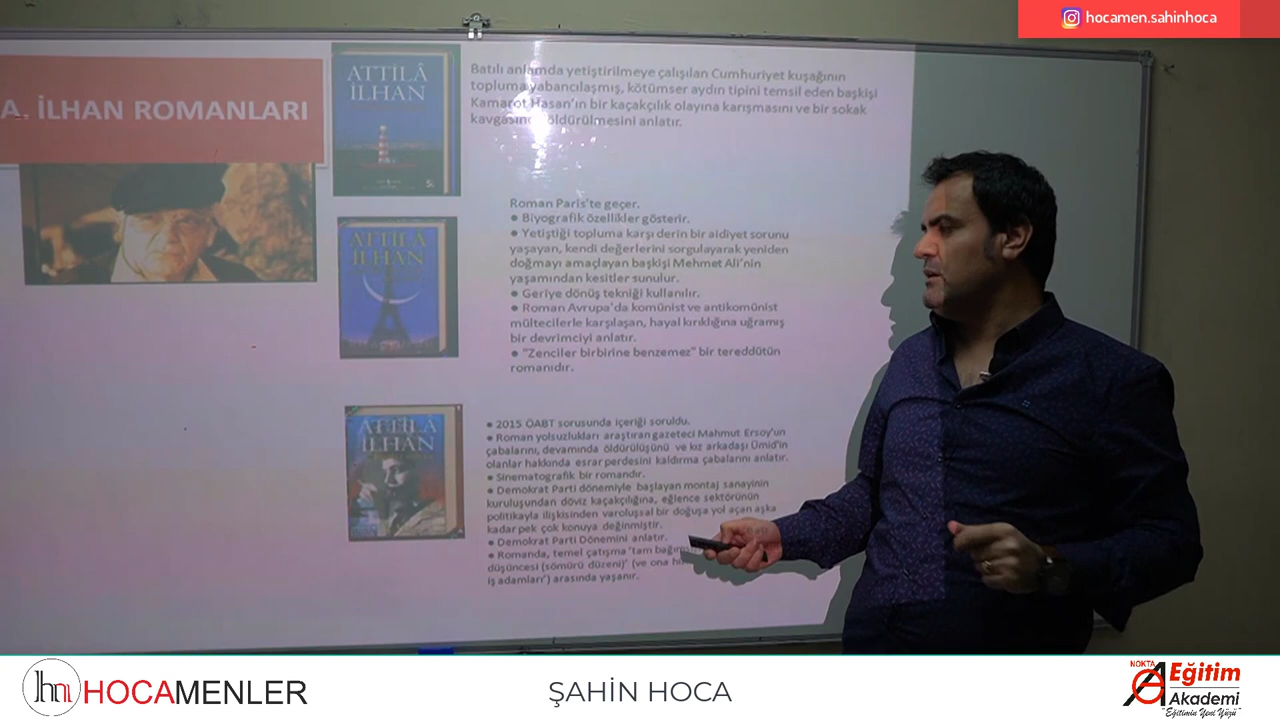 hocamen.sahinhoca
A. İLHAN ROMANLARI
ATTİLÂ
İLHAN
Batılı anlamda yetiştirilmeye çalışılan Cumhuriyet kuşağının
topluma yabancılaşmış, kötümser aydın tipini temsil eden başkişi
Kamarot Hasan'ın bir kaçakçılık olayına karışmasını ve bir sokak
öldürülmesini anlatır.
ATTİLÂ
İLHAN
Roman Paris'te geçer.
● Biyografik özellikler gösterir.
● Yetiştiği topluma karşı derin bir aidiyet sorunu
yaşayan, kendi değerlerini sorgulayarak yeniden
doğmayı amaçlayan başkişi Mehmet Ali'nin
yaşamından kesitler sunulur.
● Geriye dönüş tekniği kullanılır.
● Roman Avrupa'da komünist ve antikomünist
mültecilerle karşılaşan, hayal kırıklığına uğramış
bir devrimciyi anlatır.
● "Zenciler birbirine benzemez" bir tereddütün
romanıdır.
ATTİLÂ
İLHAN
● 2015 ÖABT sorusunda içeriği soruldu.
● Roman yolsuzlukları araştıran gazeteci Mahmut Ersoy'un
çabalarını, devamında öldürülüşünü ve kız arkadaşı Ümid'in
olanlar hakkında esrar perdesini kaldırma çabalarını anlatır.
● Sinematografik bir romandır.
● Demokrat Parti dönemiyle başlayan montaj sanayinin
kuruluşundan döviz kaçakçılığına, eğlence sektörünün
politikayla ilişkisinden varoluşsal bir doğuşa yol açan aşka
kadar pek çok konuya değinmiştir.
● Demokrat Parti Dönemini anlatır.
● Romanda, temel çatışma 'tam
düşüncesi (sömürü düzeni)' (ve ona
iş adamları') arasında yaşanır.
hm HOCAMENLER
ŞAHİN HOCA
NOKTA
A Eğitim
Akademi
"Eğitimin Yeni Yüzü"